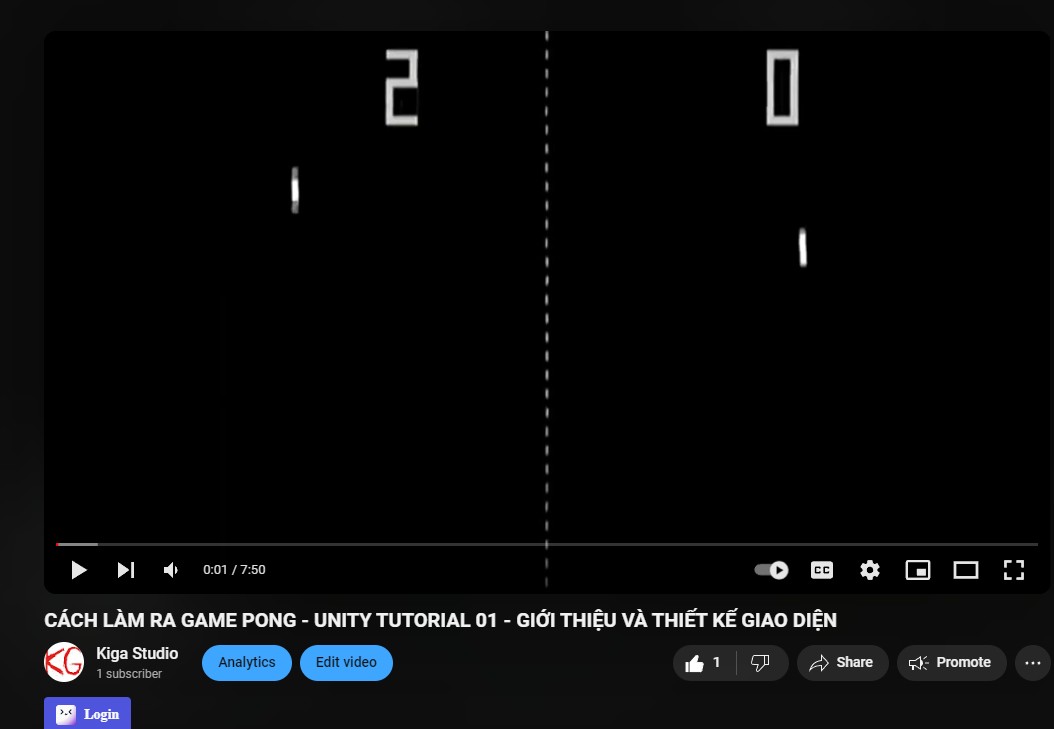 2 0
0:01 / 7:50
CC
CÁCH LÀM RA GAME PONG - UNITY TUTORIAL 01 - GIỚI THIỆU VÀ THIẾT KẾ GIAO DIỆN
KG Kiga Studio Analytics Edit video 1 Share Promote
1 subscriber
Login